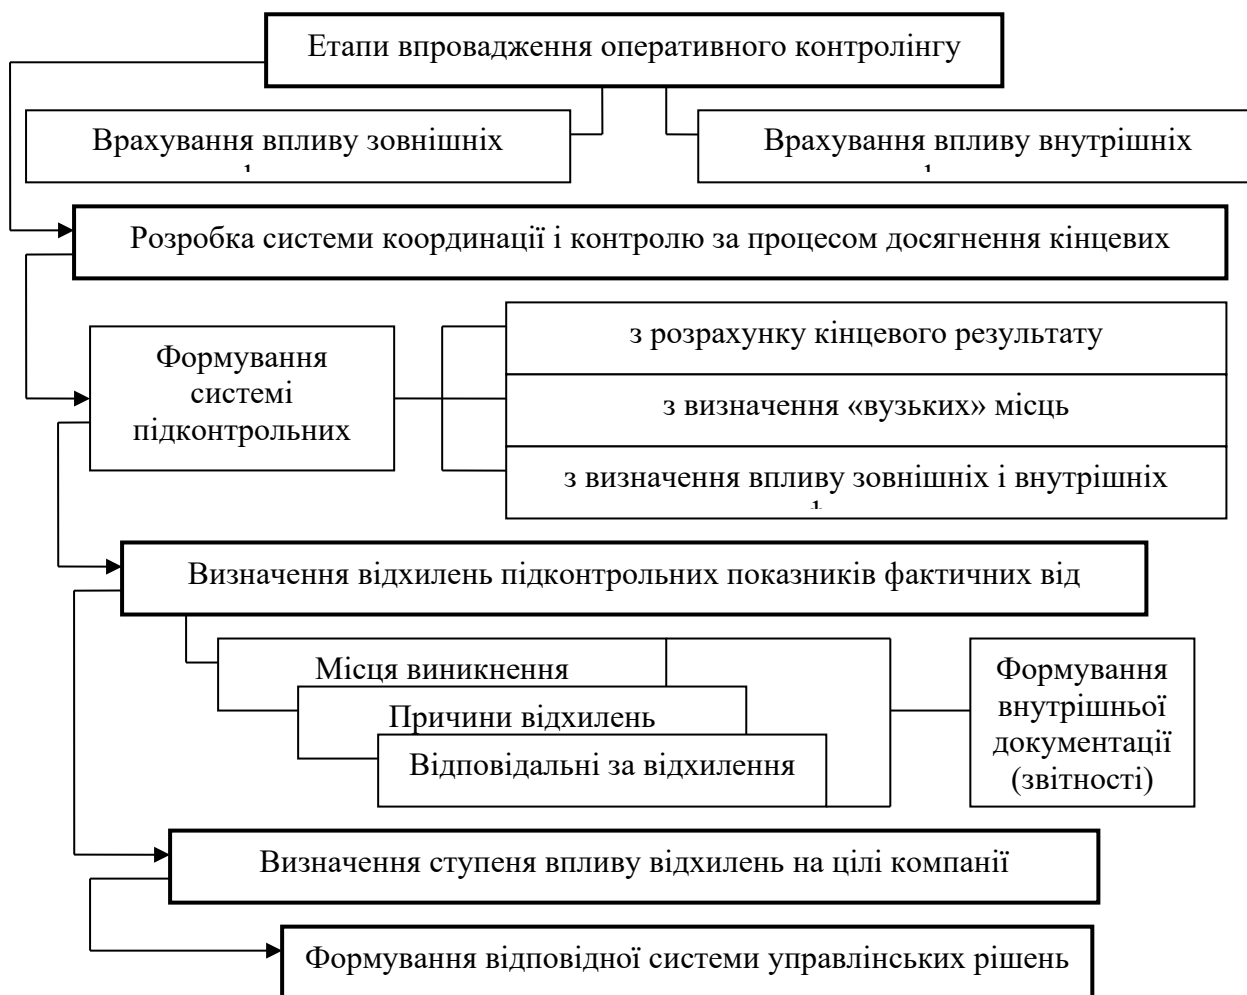 Етапи впровадження оперативного контролінгу
Врахування впливу зовнішніх
Врахування впливу внутрішніх
Розробка системи координації і контролю за процесом досягнення кінцевих
Формування
системі
підконтрольних
з розрахунку кінцевого результату
з визначення «вузьких» місць
з визначення впливу зовнішніх і внутрішніх
Визначення відхилень підконтрольних показників фактичних від
Місця виникнення
Причини відхилень
Відповідальні за відхилення
Формування
внутрішньої
документації
(звітності)
Визначення ступеня впливу відхилень на цілі компанії
Формування відповідної системи управлінських рішень